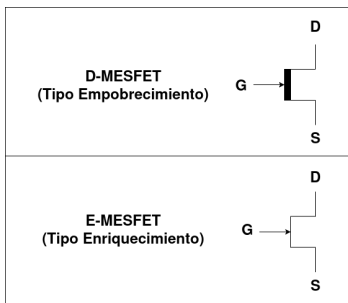 D
D-MESFET
(Tipo Empobrecimiento)
G
S
D
E-MESFET
(Tipo Enriquecimiento)
G
S